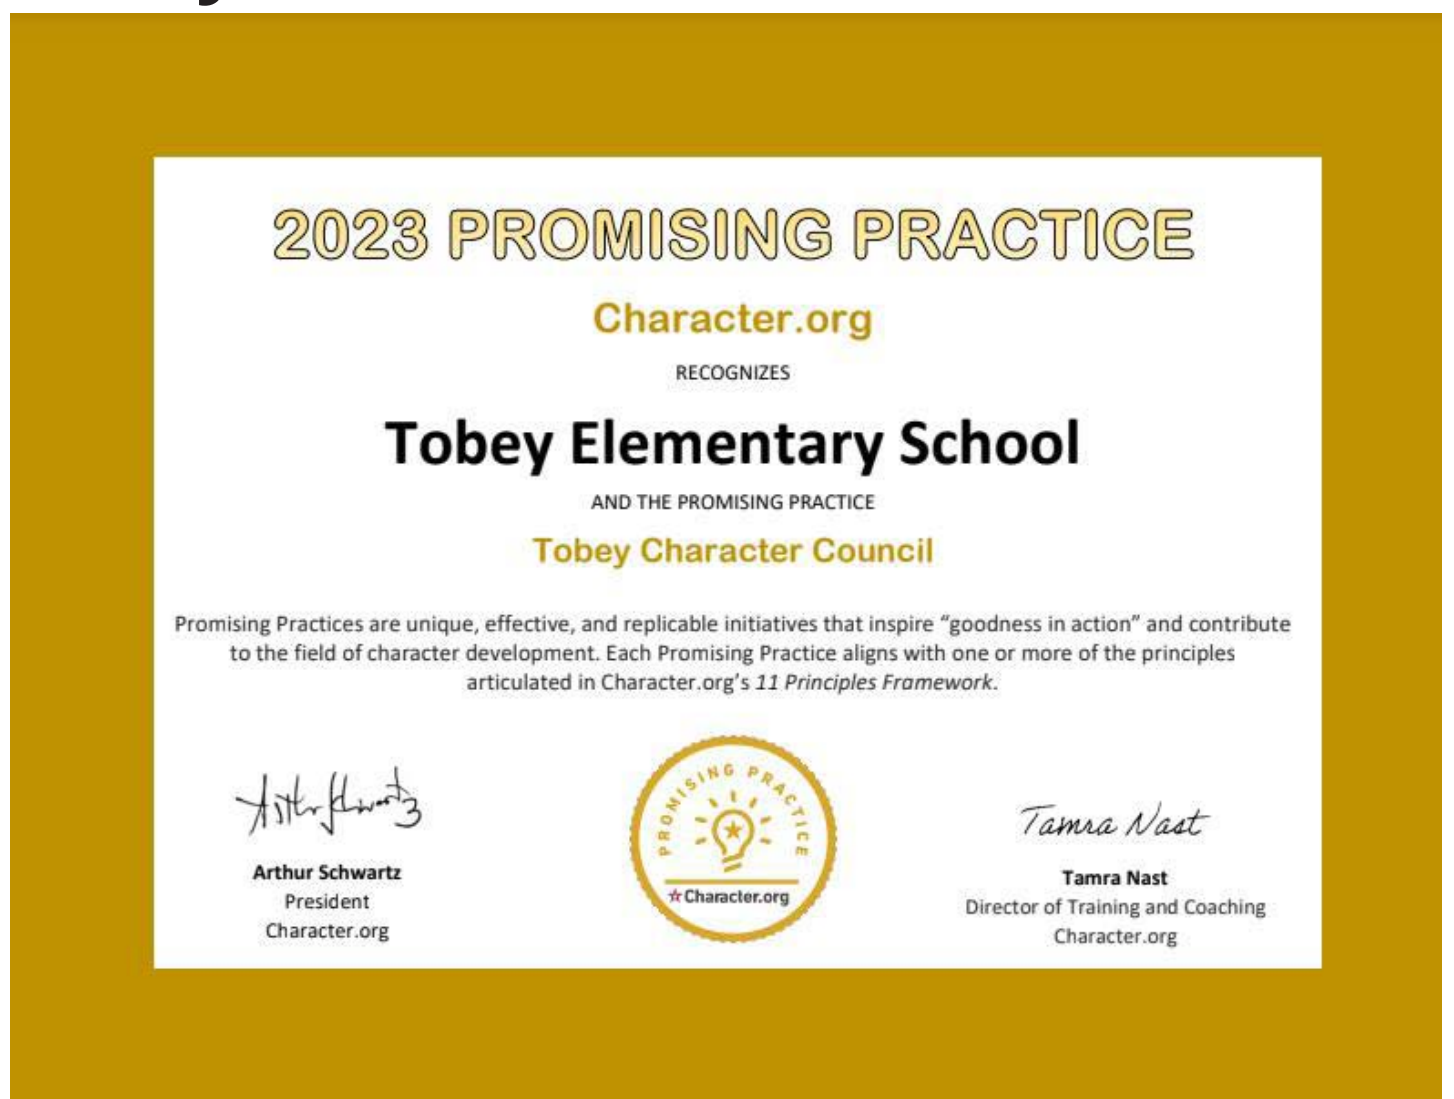 2023 PROMISING PRACTICE
Character.org
RECOGNIZES
Tobey Elementary School
AND THE PROMISING PRACTICE
Tobey Character Council
Promising Practices are unique, effective, and replicable initiatives that inspire “goodness in action” and contribute
to the field of character development. Each Promising Practice aligns with one or more of the principles
articulated in Character.org’s 11 Principles Framework.
Arthur Schwartz
Arthur Schwartz
President
Character.org
PROMISING PRACTICE
Character.org
Tamra Nast
Tamra Nast
Director of Training and Coaching
Character.org